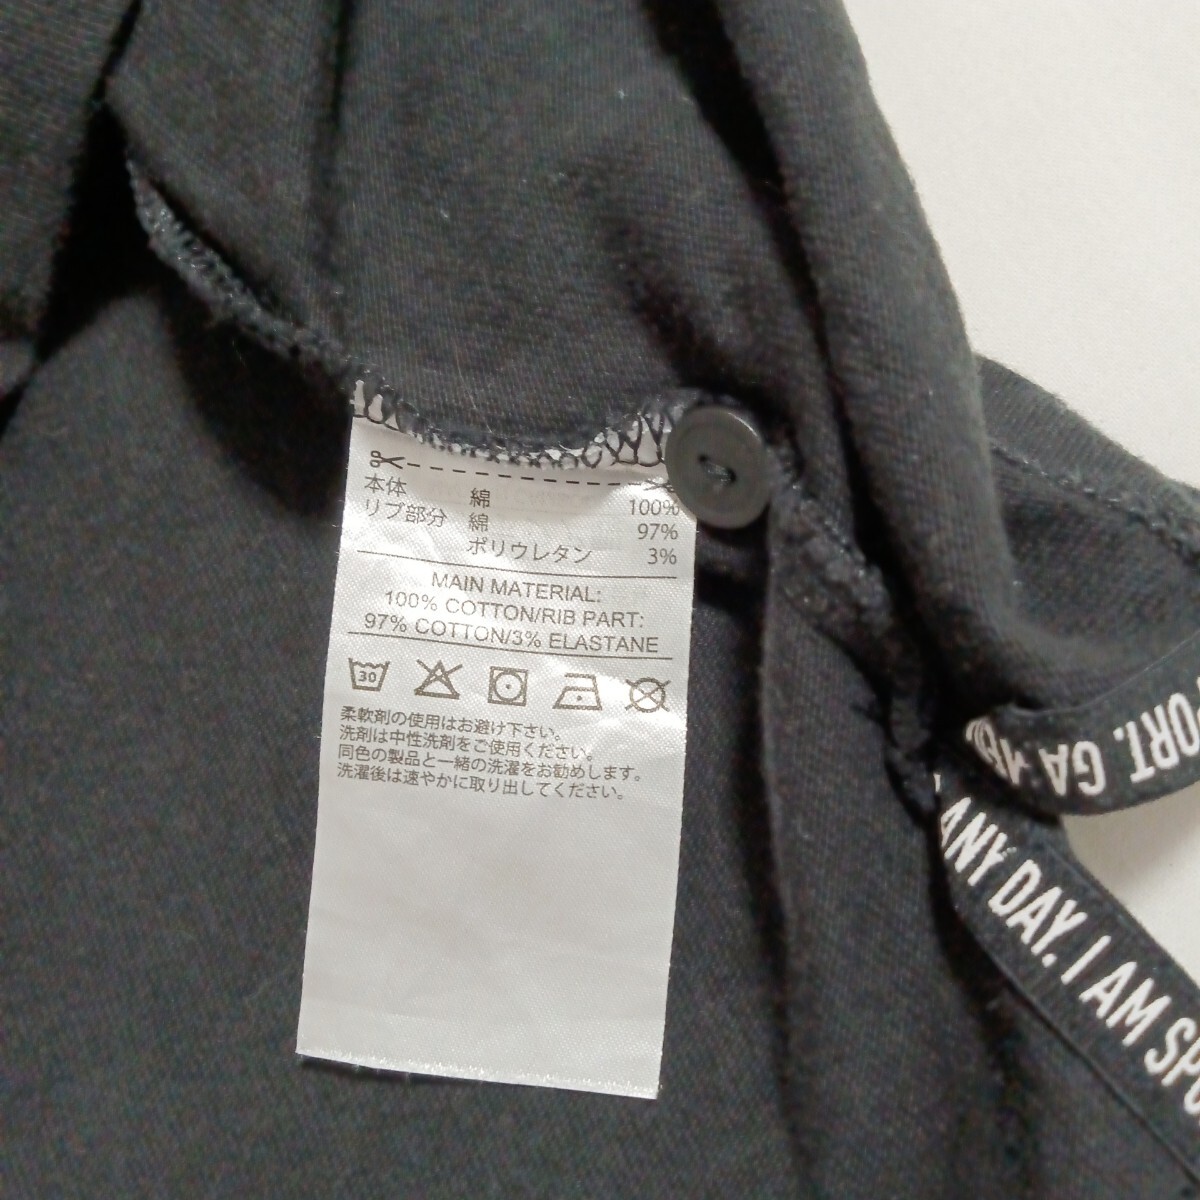 本体 綿 100%
リブ部分 綿 97%
ポリウレタン 3%
MAIN MATERIAL:
100% COTTON/RIB PART:
97% COTTON/3% ELASTANE
30
柔軟剤の使用はお避け下さい。
洗剤は中性洗剤をご使用ください。
同色の製品と一緒の洗濯をお勧めします。
洗濯後は速やかに取り出してください。
ORT. GAME
ANY DAY. I AM SPO